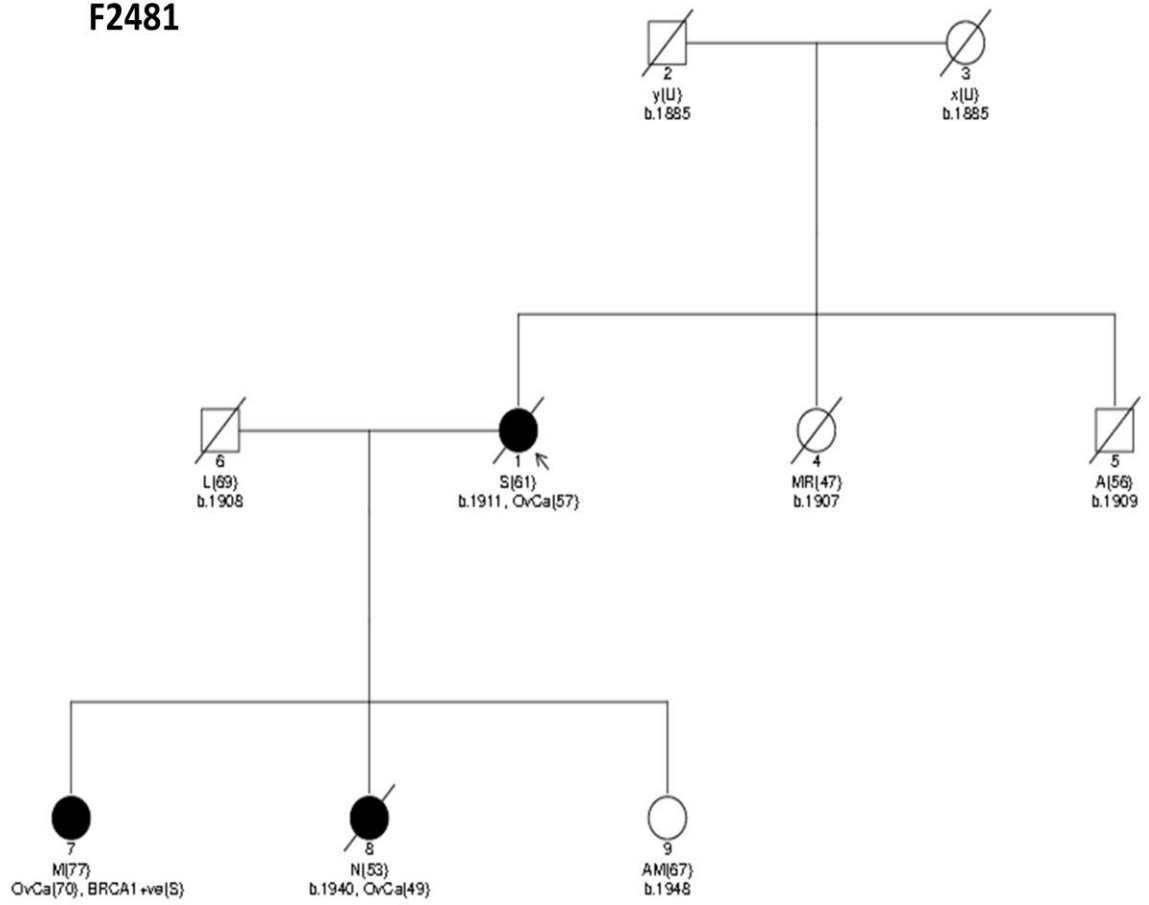 F2481
2
y{U}
b.1885
3
x{U}
b.1885
6
L{69}
b.1908
1
S{61}
b.1911, OvCa{57}
4
MR{47}
b.1907
5
A{56}
b.1909
7
M{77}
OvCa{70}, BRCA1+ve{S}
8
N{53}
b.1940, OvCa{49}
9
AM{67}
b.1948